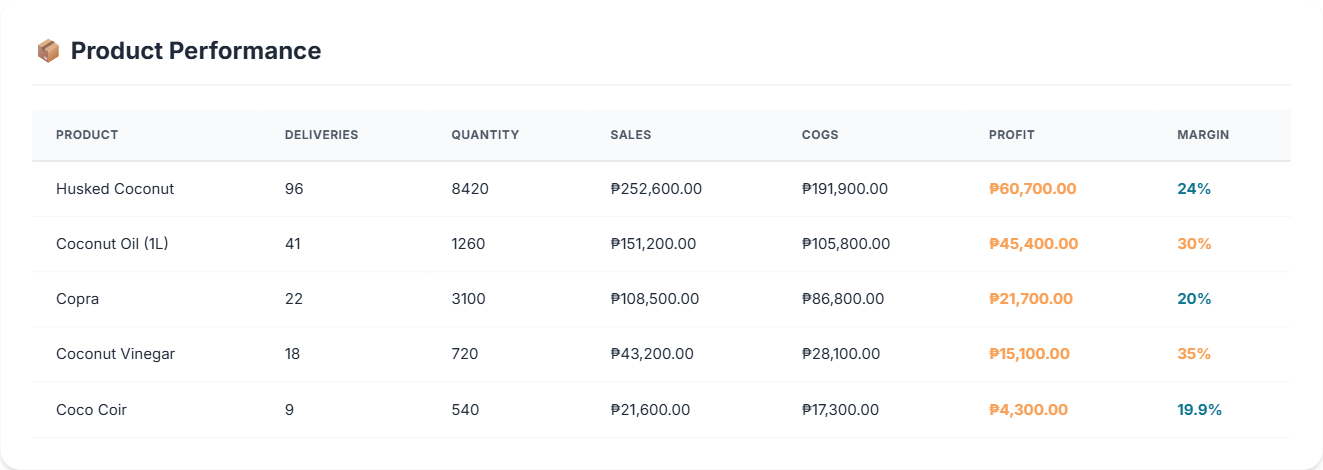 Product Performance
PRODUCT DELIVERIES QUANTITY SALES COGS PROFIT MARGIN
Husked Coconut 96 8420 ₱252,600.00 ₱191,900.00 ₱60,700.00 24%
Coconut Oil (1L) 41 1260 ₱151,200.00 ₱105,800.00 ₱45,400.00 30%
Copra 22 3100 ₱108,500.00 ₱86,800.00 ₱21,700.00 20%
Coconut Vinegar 18 720 ₱43,200.00 ₱28,100.00 ₱15,100.00 35%
Coco Coir 9 540 ₱21,600.00 ₱17,300.00 ₱4,300.00 19.9%